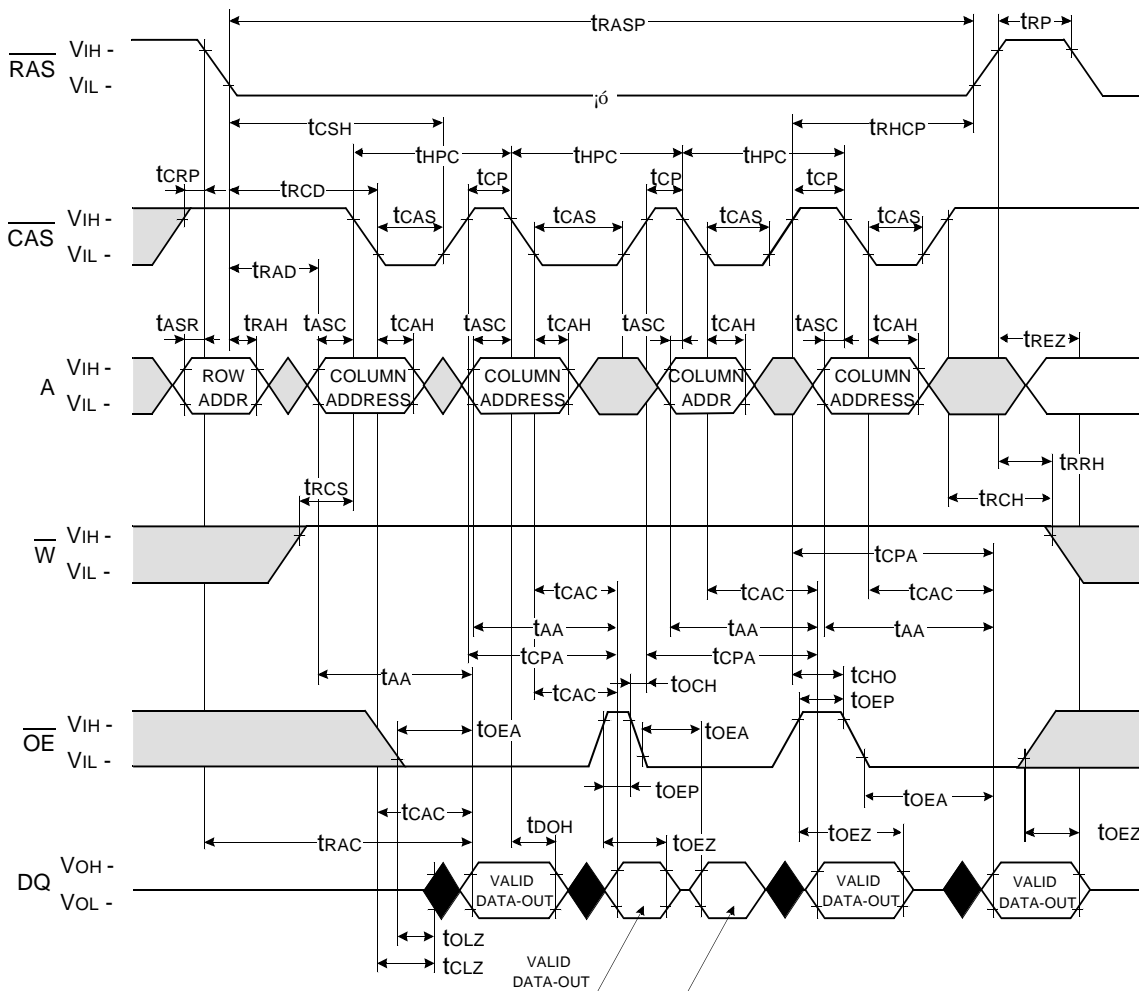 tRASP
tRP
RAS
VIH -
VIL -
¡ó
tCSH
tRHCP
tHPC
tHPC
tHPC
tCRP
tRCD
tCP
tCP
tCP
CAS
VIH -
VIL -
tCAS
tCAS
tCAS
tCAS
tRAD
tASR
tRAH
tASC
tCAH
tASC
tCAH
tASC
tCAH
tASC
tCAH
tREZ
A
VIH -
VIL -
ROW
ADDR
COLUMN
ADDRESS
COLUMN
ADDRESS
COLUMN
ADDR
COLUMN
ADDRESS
tRRH
tRCS
tRCH
W
VIH -
VIL -
tCPA
tCAC
tCAC
tCAC
tAA
tAA
tAA
tCPA
tCPA
tAA
tCAC
tOCH
tCHO
tOEP
OE
VIH -
VIL -
tOEA
tOEA
tOEP
tOEA
tCAC
tDOH
tOEZ
tOEZ
tOEZ
tRAC
DQ
VOH -
VOL -
VALID
DATA-OUT
VALID
DATA-OUT
VALID
DATA-OUT
tOLZ
tCLZ
VALID
DATA-OUT